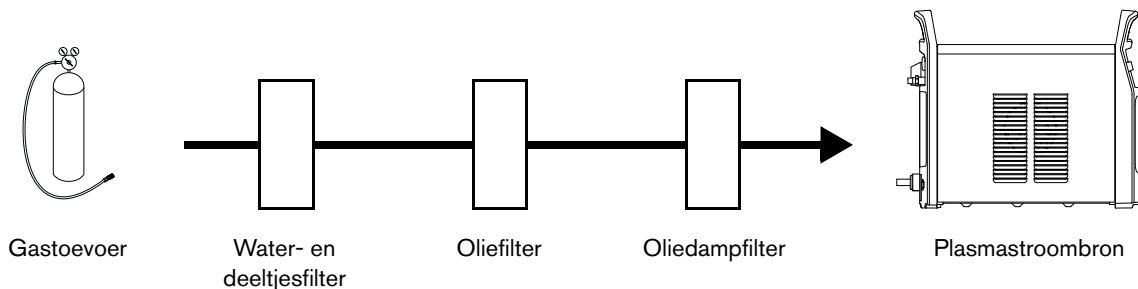 Gastoevoer
Water- en
deeltjesfilter
Oliefilter
Oliedampfilter
Plasmastroombron